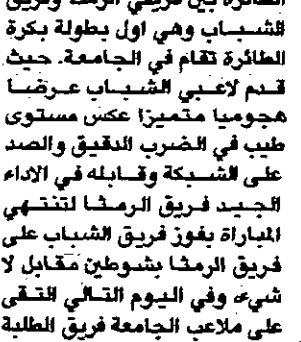 الطائرة بين فريقي الرمثا وفريق
الشباب وهي اول بطولة بكرة
الطائرة تقام في الجامعة. حيث
قدم لاعبي الشباب عرضا
هجوميا متميزا عكس مستوى
طيب في الضرب الدقيق والصد
على الشبكة وقابله في الاداء
الجيد فريق الرمثا لتنتهي
المباراة بفوز فريق الشباب على
فريق الرمثا بشوطين مقابل لا
شيء وفي اليوم التالي التقى
على ملاعب الجامعة فريق الطلبة